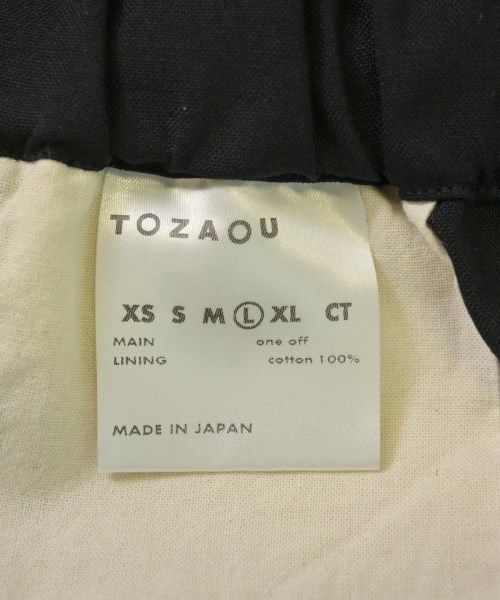 TOZAOU
XS S M L XL CT
MAIN one off
LINING cotton 100%
MADE IN JAPAN